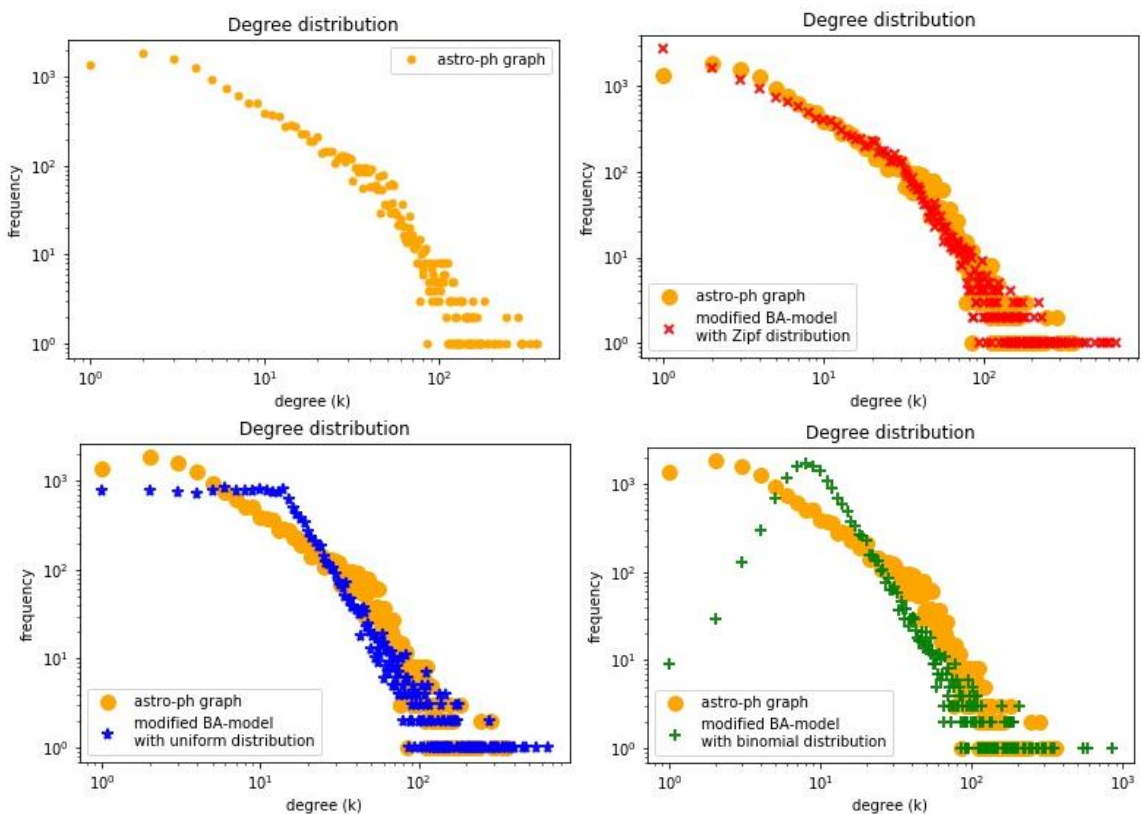 Degree distribution
astro-ph graph
10³
10²
10¹
10⁰
frequency
10⁰ 10¹ 10²
degree (k)
Degree distribution
10³
10²
10¹
10⁰
frequency
astro-ph graph
modified BA-model
with Zipf distribution
10⁰ 10¹ 10²
degree (k)
Degree distribution
10³
10²
10¹
10⁰
frequency
astro-ph graph
modified BA-model
with uniform distribution
10⁰ 10¹ 10²
degree (k)
Degree distribution
10³
10²
10¹
10⁰
frequency
astro-ph graph
modified BA-model
with binomial distribution
10⁰ 10¹ 10² 10³
degree (k)